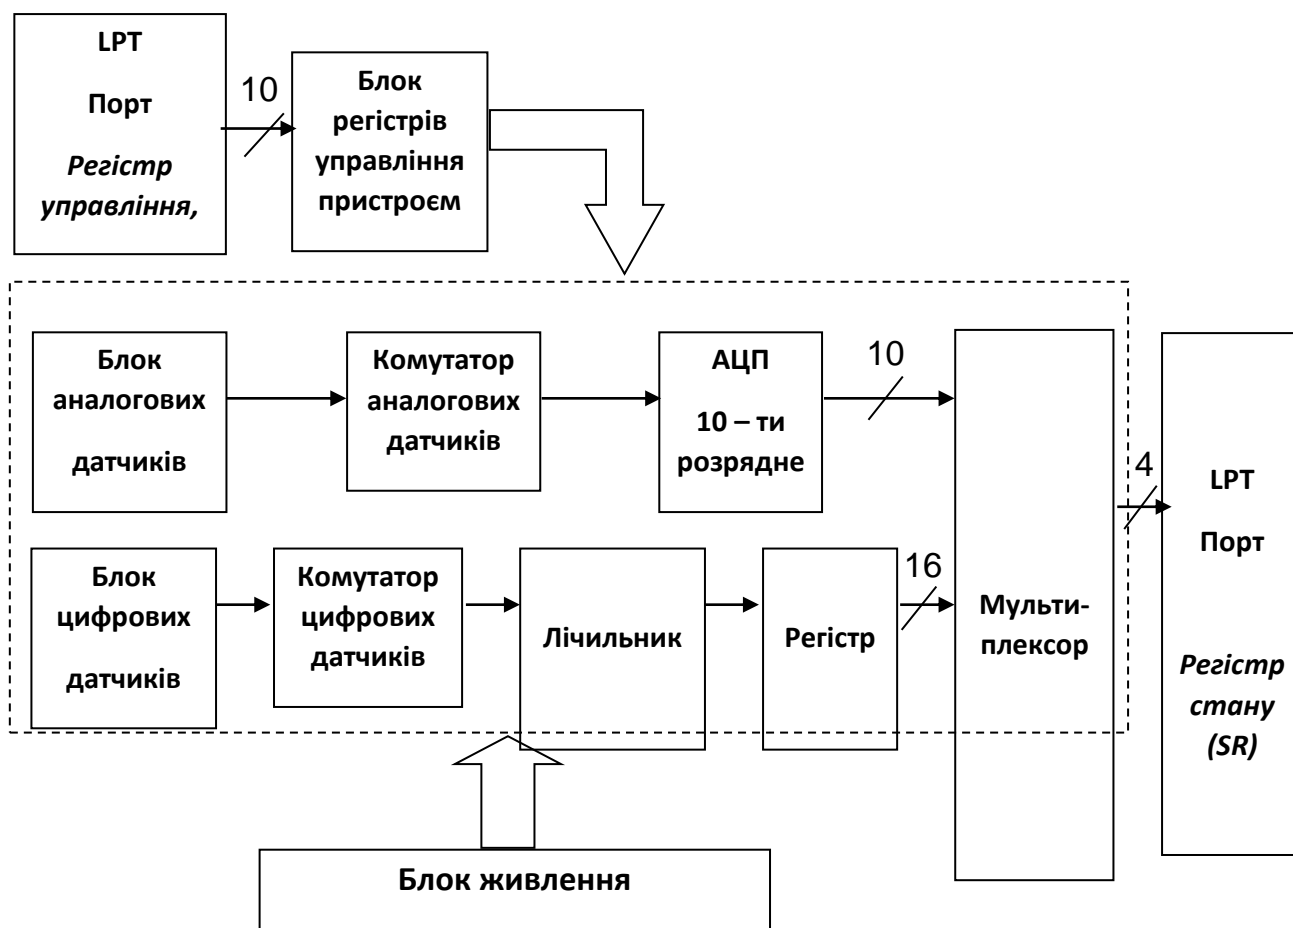 LPT
Порт
Регістр
управління,
10
Блок
регістрів
управління
пристроєм
Блок
аналогових
датчиків
Комутатор
аналогових
датчиків
АЦП
10 – ти
розрядне
10
Блок
цифрових
датчиків
Комутатор
цифрових
датчиків
Лічильник
Регістр
16
Мульти-
плексор
4
LPT
Порт
Регістр
стану
(SR)
Блок живлення